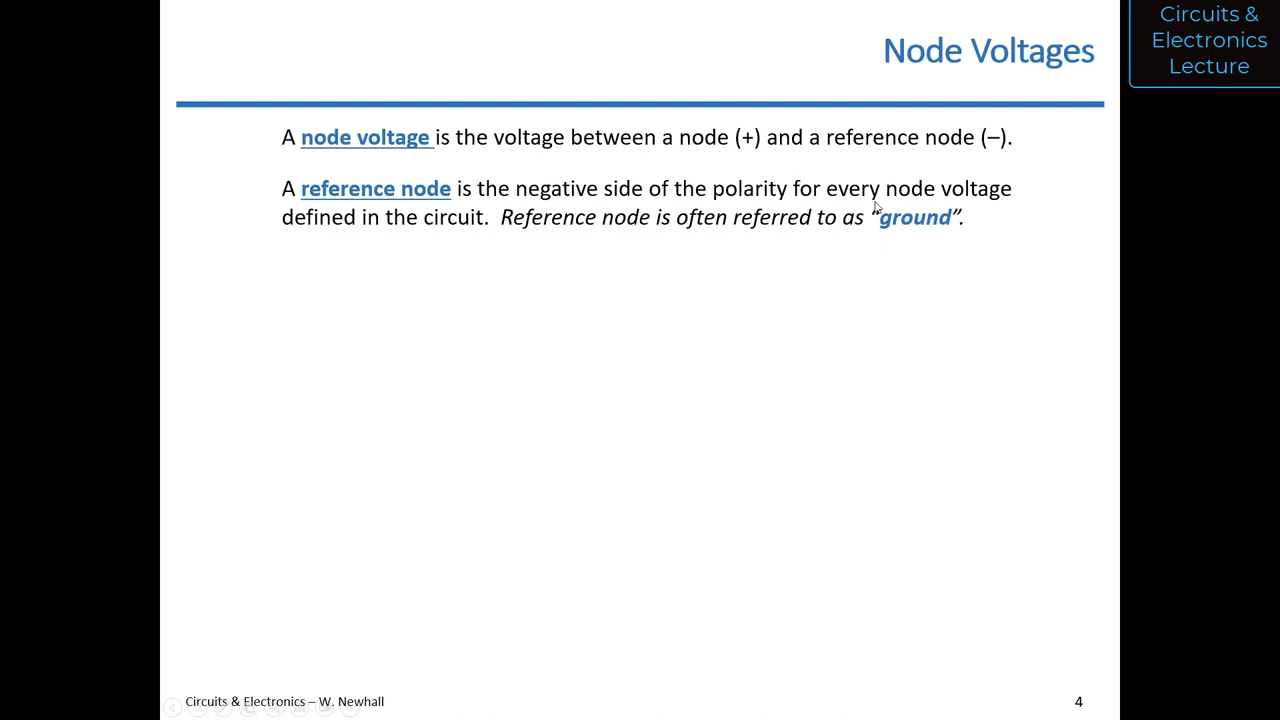 Circuits &
Electronics
Lecture
Node Voltages
A node voltage is the voltage between a node (+) and a reference node (–).
A reference node is the negative side of the polarity for every node voltage
defined in the circuit. Reference node is often referred to as “ground”.
Circuits & Electronics – W. Newhall
4